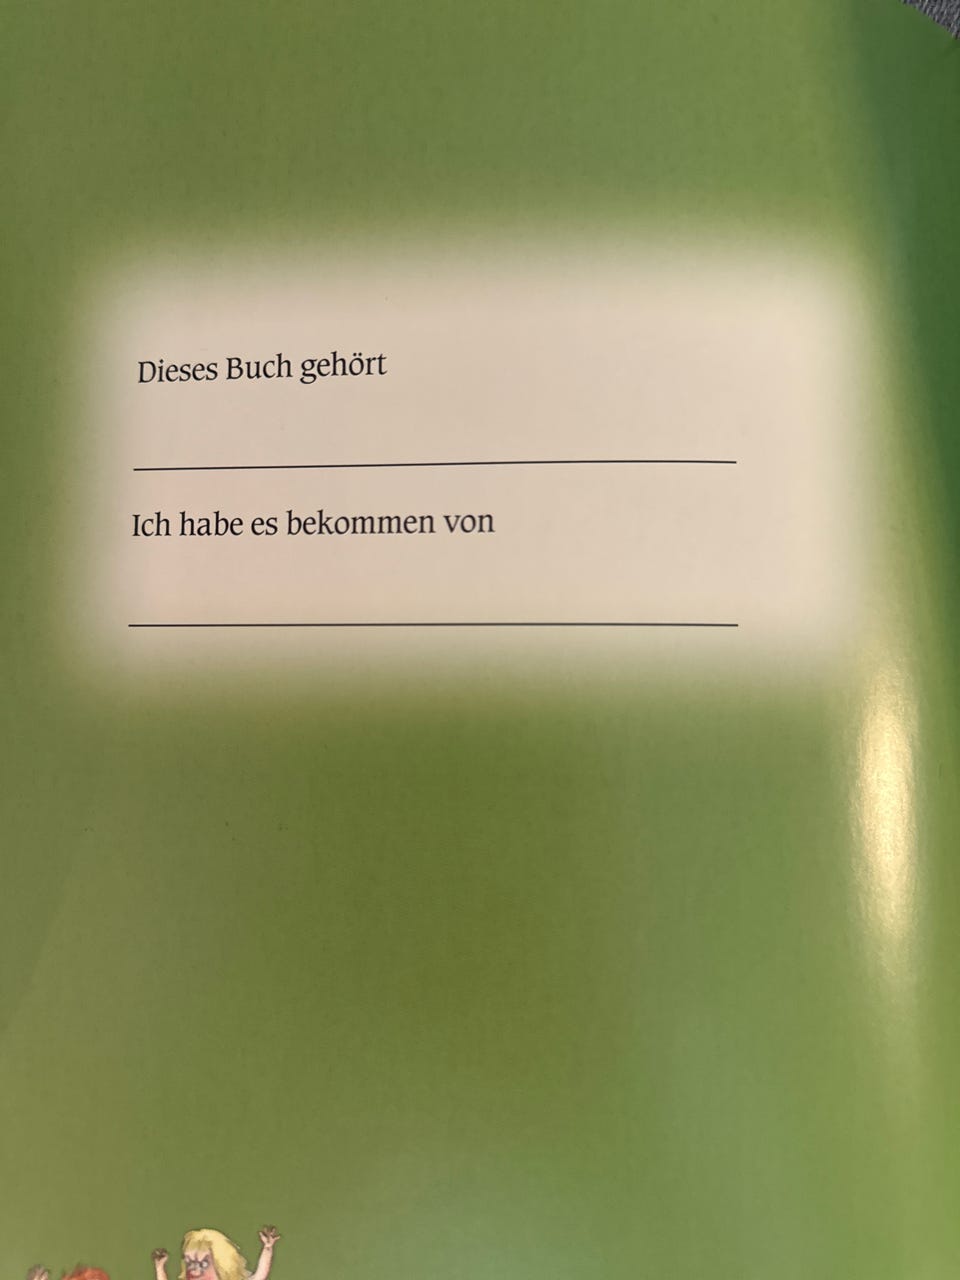 Dieses Buch gehört
Ich habe es bekommen von